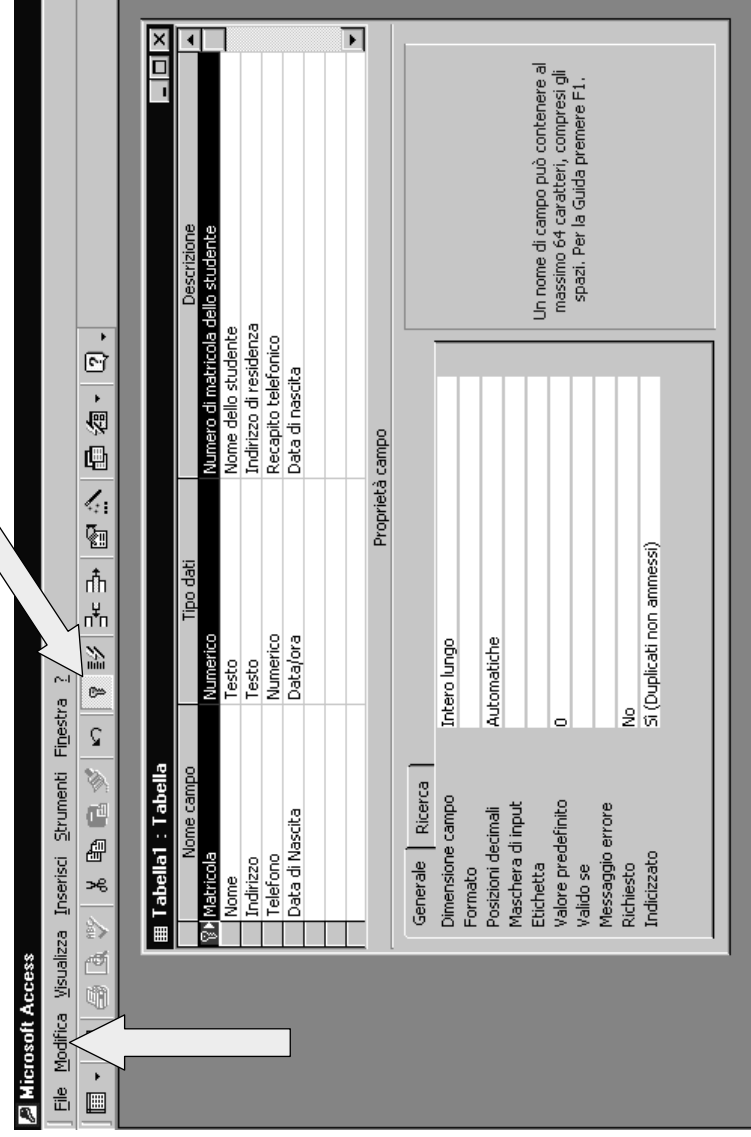 Microsoft Access
File Modifica Visualizza Inserisci Strumenti Finestra ?
ABC
Tabella1 : Tabella
Nome campo Tipo dati Descrizione
Matricola Numerico Numero di matricola dello studente
Nome Testo Nome dello studente
Indirizzo Testo Indirizzo di residenza
Telefono Numerico Recapito telefonico
Data di Nascita Data/ora Data di nascita
Proprietà campo
Generale Ricerca
Dimensione campo Intero lungo
Formato
Posizioni decimali Automatiche
Maschera di input
Etichetta
Valore predefinito 0
Valido se
Messaggio errore
Richiesto No
Indicizzato Sì (Duplicati non ammessi)
Un nome di campo può contenere al
massimo 64 caratteri, compresi gli
spazi. Per la Guida premere F1.